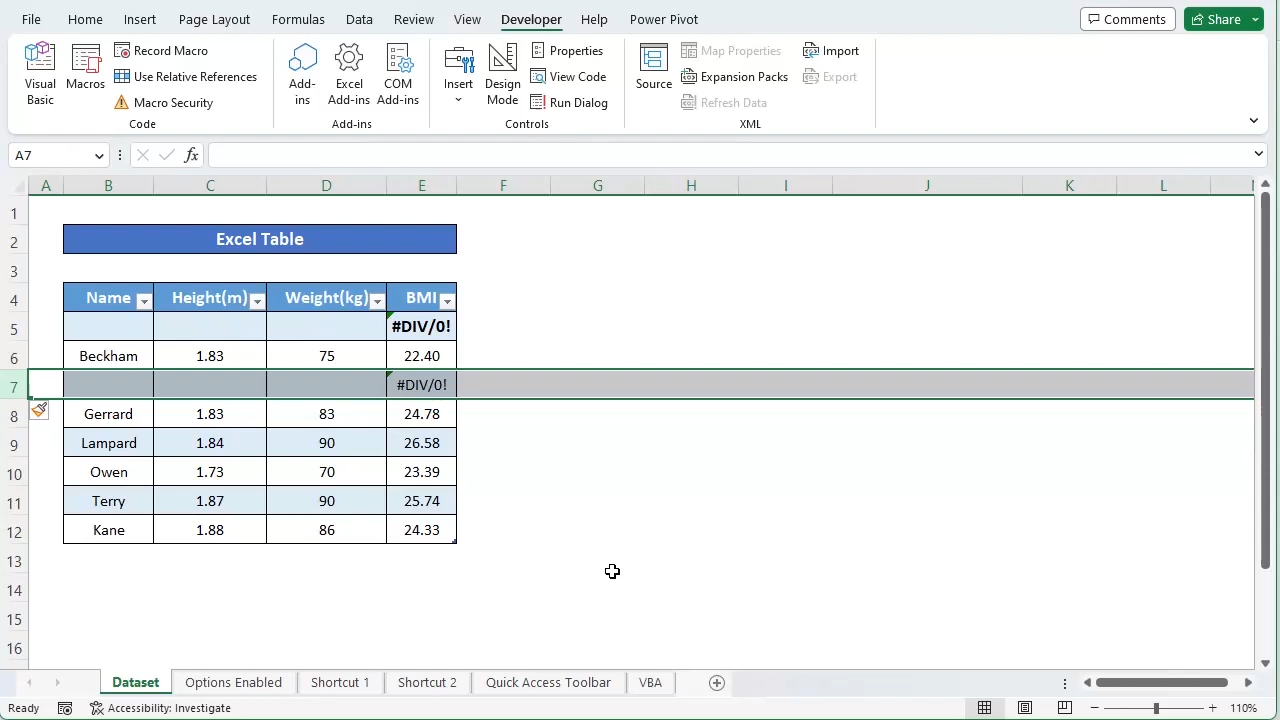 File Home Insert Page Layout Formulas Data Review View Developer Help Power Pivot Comments Share
Visual Basic Macros Record Macro Use Relative References Macro Security Code
Add-ins Excel Add-ins COM Add-ins Add-ins
Insert Design Mode Properties View Code Run Dialog Controls
Source Map Properties Expansion Packs Refresh Data Import Export XML
A7 fx
A B C D E F G H I J K L
1
2 Excel Table
3
4 Name Height(m) Weight(kg) BMI
5 #DIV/0!
6 Beckham 1.83 75 22.40
7 #DIV/0!
8 Gerrard 1.83 83 24.78
9 Lampard 1.84 90 26.58
10 Owen 1.73 70 23.39
11 Terry 1.87 90 25.74
12 Kane 1.88 86 24.33
13
14
15
16
Dataset Options Enabled Shortcut 1 Shortcut 2 Quick Access Toolbar VBA
Ready Accessibility: Investigate 110%